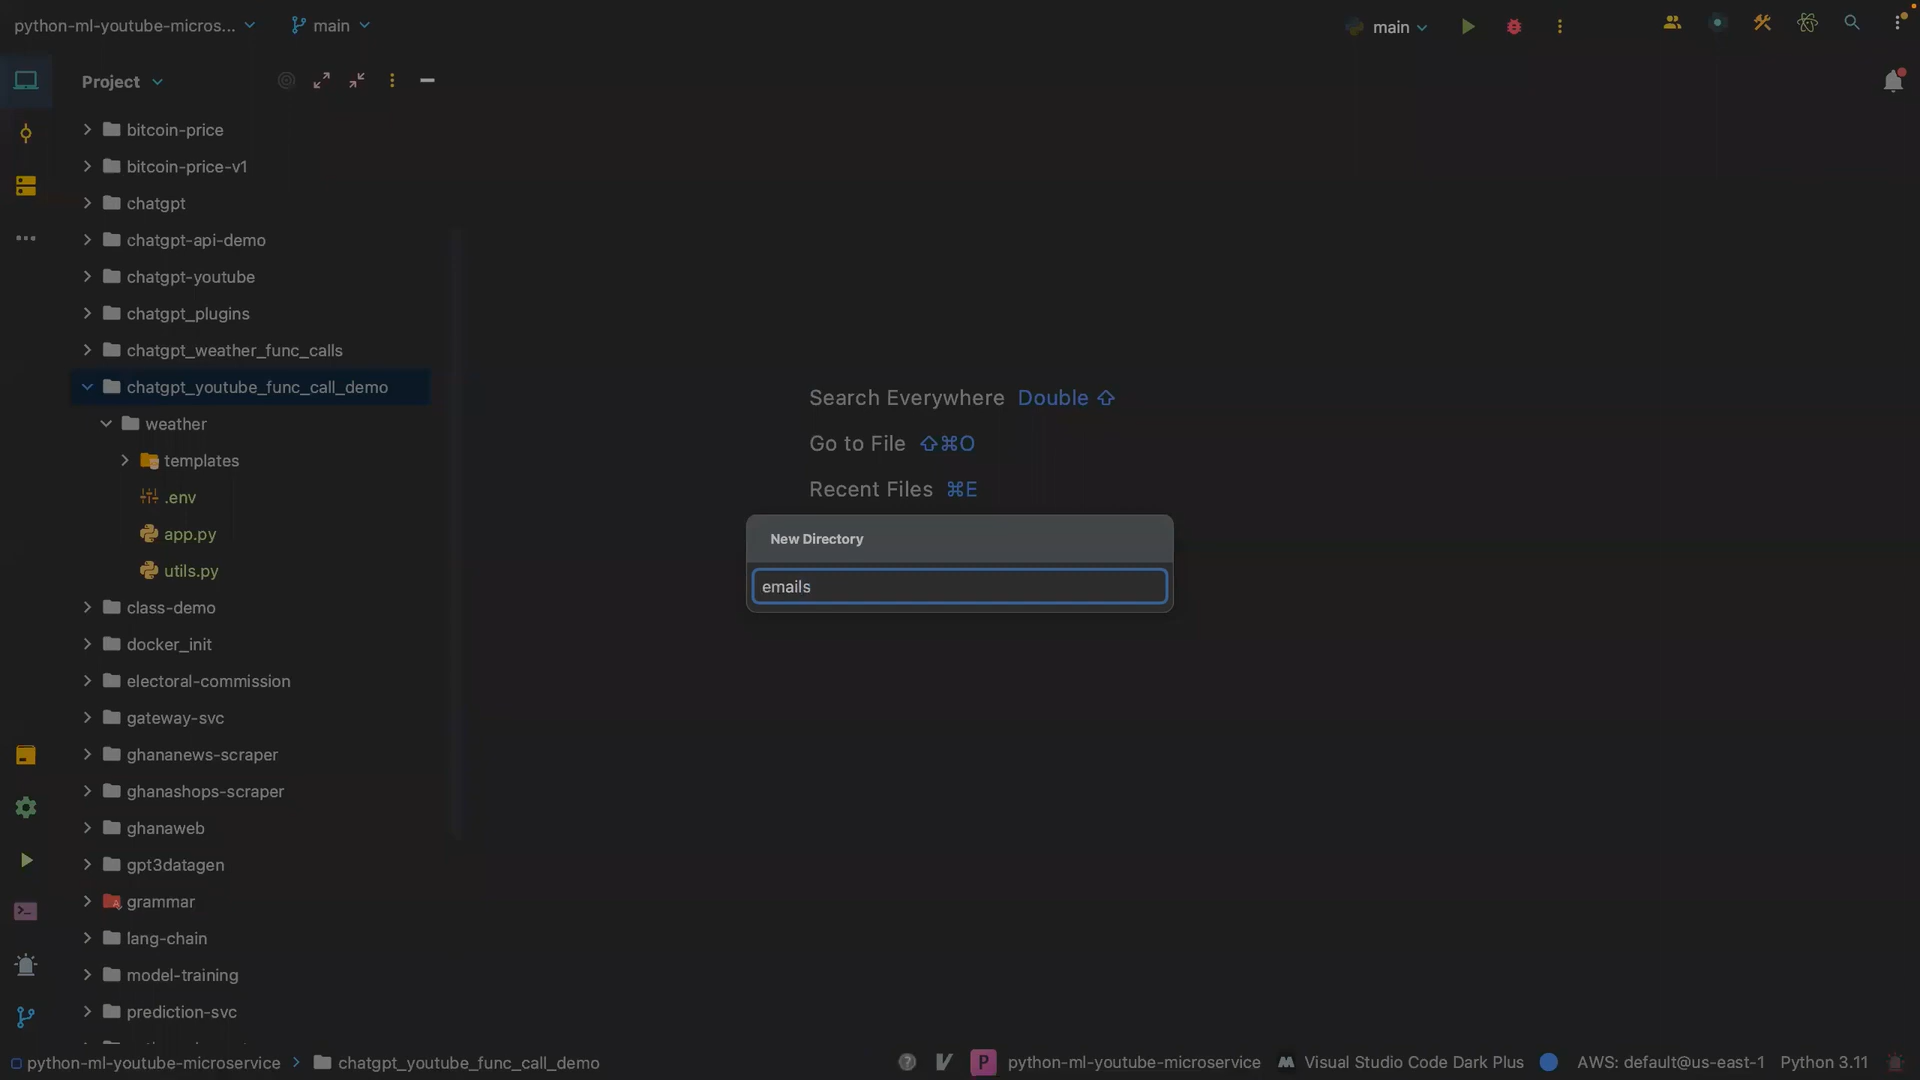 python-ml-youtube-micros...
main
main
Project
bitcoin-price
bitcoin-price-v1
chatgpt
chatgpt-api-demo
chatgpt-youtube
chatgpt_plugins
chatgpt_weather_func_calls
chatgpt_youtube_func_call_demo
weather
templates
.env
app.py
utils.py
class-demo
docker_init
electoral-commission
gateway-svc
ghananews-scraper
ghanashops-scraper
ghanaweb
gpt3datagen
grammar
lang-chain
model-training
prediction-svc
Search Everywhere Double ⇧
Go to File ⇧⌘O
Recent Files ⌘E
New Directory
emails
python-ml-youtube-microservice > chatgpt_youtube_func_call_demo
P python-ml-youtube-microservice Visual Studio Code Dark Plus AWS: default@us-east-1 Python 3.11